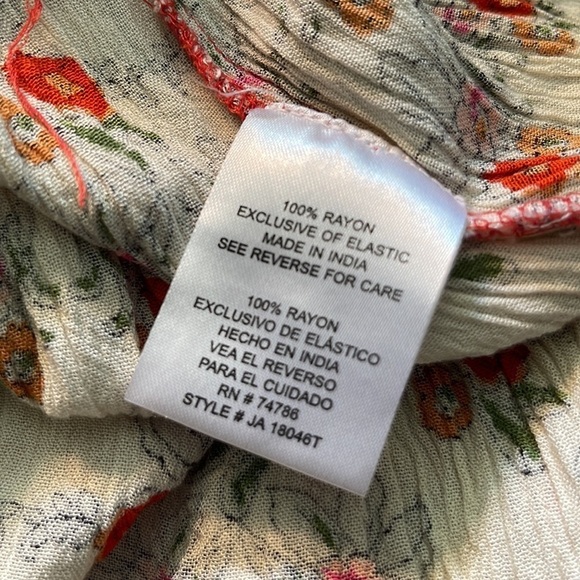 100% RAYON
EXCLUSIVE OF ELASTIC
MADE IN INDIA
SEE REVERSE FOR CARE
100% RAYON
EXCLUSIVO DE ELÁSTICO
HECHO EN INDIA
VEA EL REVERSO
PARA EL CUIDADO
RN # 74786
STYLE # JA 18046T